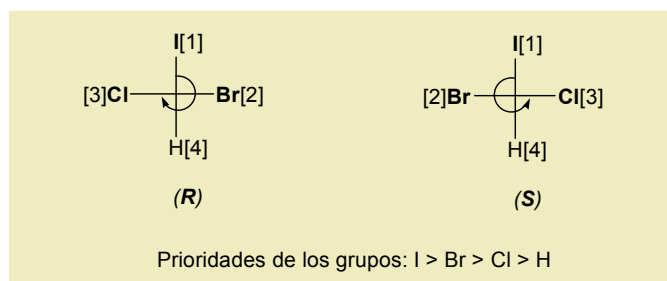 I[1] I[1]
[3]Cl Br[2] [2]Br Cl[3]
H[4] H[4]
(R) (S)
Prioridades de los grupos: I > Br > Cl > H